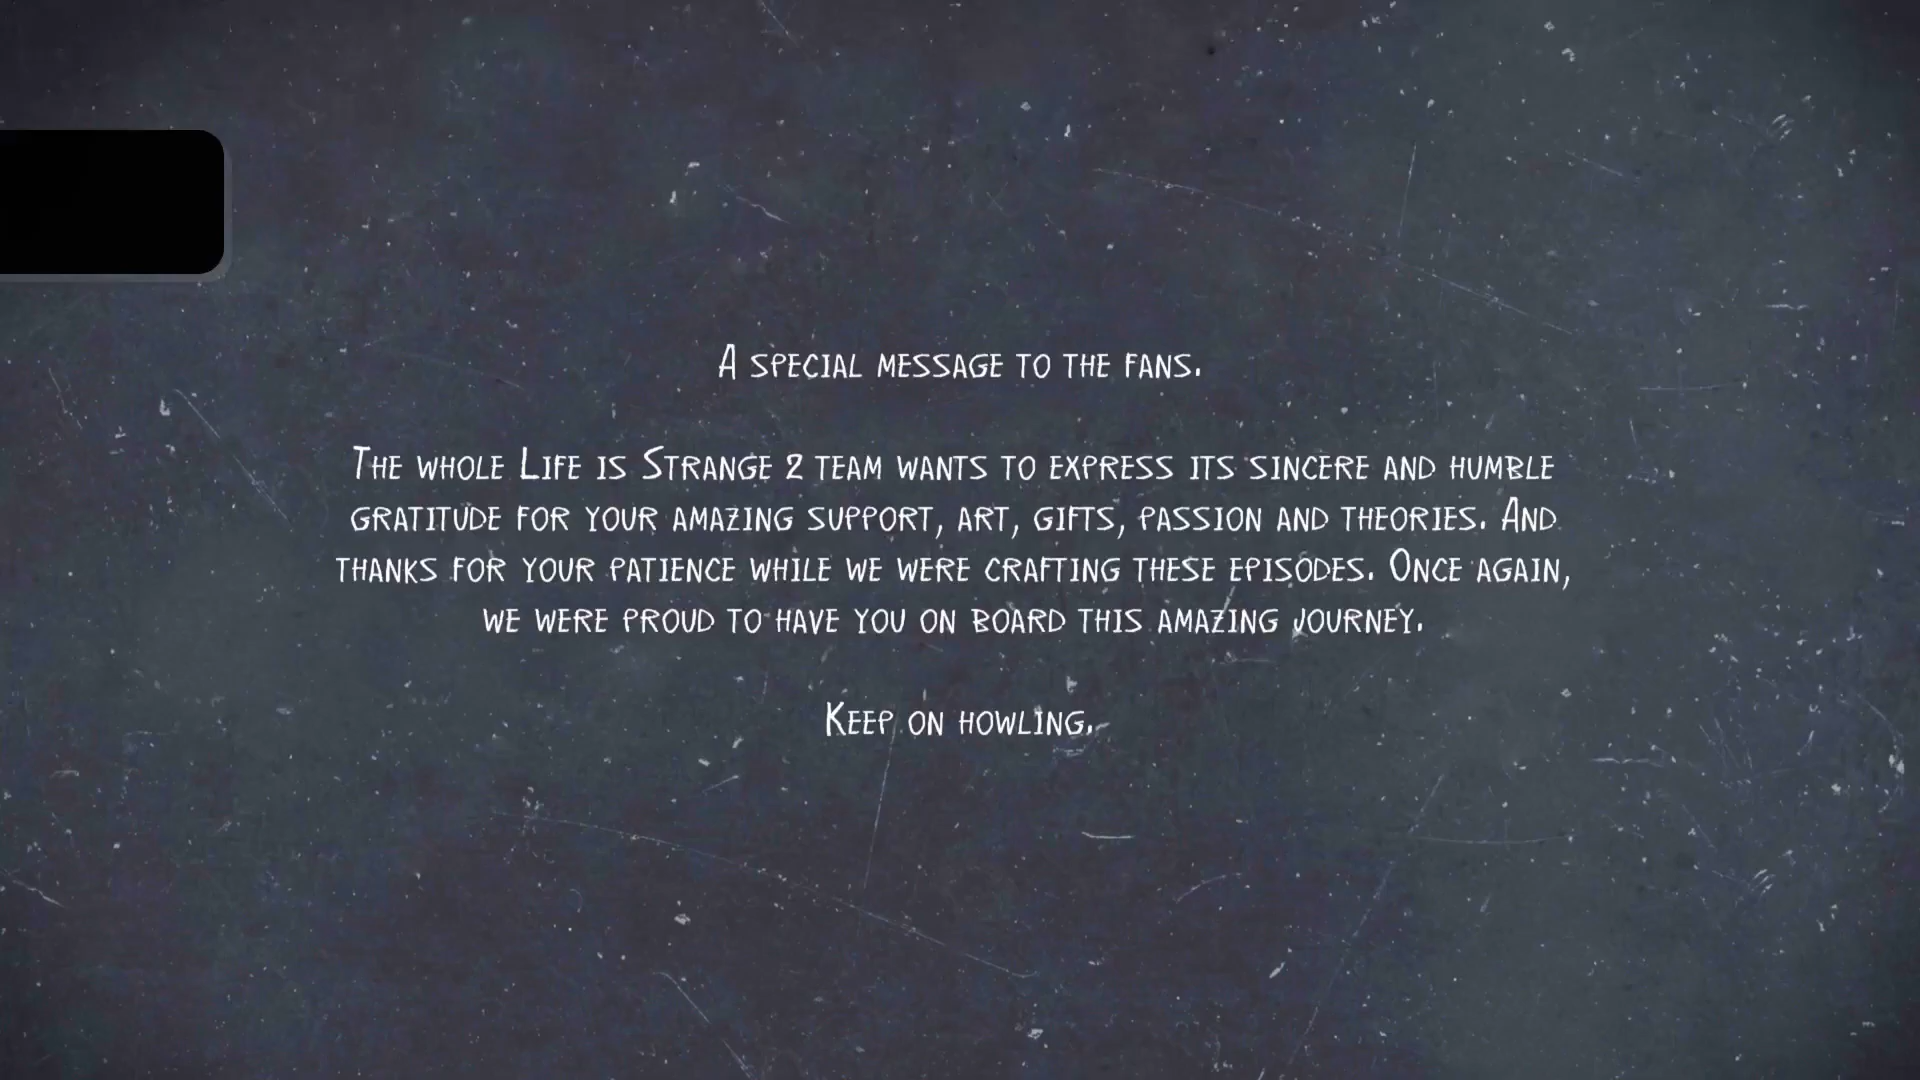 A special message to the fans.
The whole Life is Strange 2 team wants to express its sincere and humble
gratitude for your amazing support, art, gifts, passion and theories. And
thanks for your patience while we were crafting these episodes. Once again,
we were proud to have you on board this amazing journey.
Keep on howling.